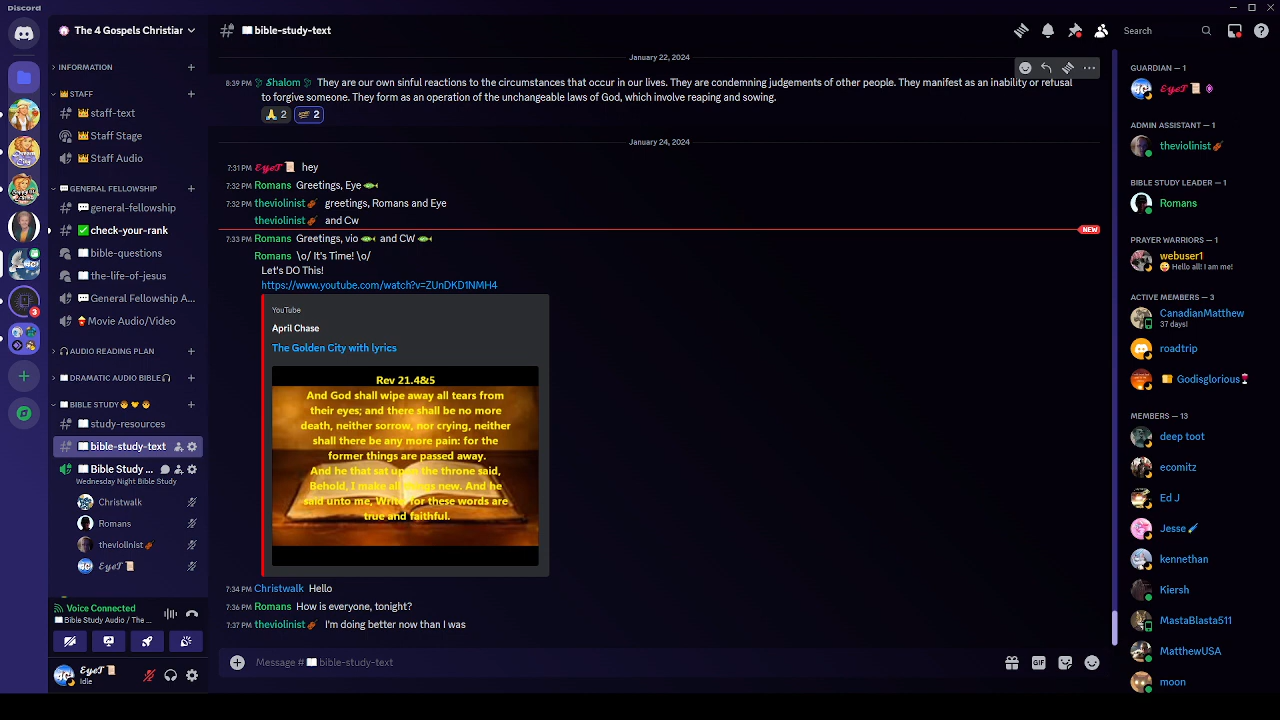 Discord
The 4 Gospels Christiar
bible-study-text
Search
INFORMATION
STAFF
staff-text
Staff Stage
Staff Audio
GENERAL FELLOWSHIP
general-fellowship
check-your-rank
bible-questions
the-life-of-jesus
General Fellowship A...
Movie Audio/Video
AUDIO READING PLAN
DRAMATIC AUDIO BIBLE
BIBLE STUDY
study-resources
bible-study-text
Bible Study ...
Wednesday Night Bible Study
Christwalk
Romans
theviolinist
EyeT
Voice Connected
Bible Study Audio / The ...
EyeT
Idle
3
January 22, 2024
8:39 PM Shalom They are our own sinful reactions to the circumstances that occur in our lives. They are condemning judgements of other people. They manifest as an inability or refusal
to forgive someone. They form as an operation of the unchangeable laws of God, which involve reaping and sowing.
2 2
January 24, 2024
7:31 PM EyeT hey
7:32 PM Romans Greetings, Eye
7:32 PM theviolinist greetings, Romans and Eye
theviolinist and Cw
NEW
7:33 PM Romans Greetings, vio and CW
Romans \o/ It's Time! \o/
Let's DO This!
https://www.youtube.com/watch?v=ZUnDKD1NMH4
YouTube
April Chase
The Golden City with lyrics
Rev 21.4&5
And God shall wipe away all tears from
their eyes; and there shall be no more
death, neither sorrow, nor crying, neither
shall there be any more pain: for the
former things are passed away.
And he that sat upon the throne said,
Behold, I make all things new. And he
said unto me, Write: for these words are
true and faithful.
7:34 PM Christwalk Hello
7:36 PM Romans How is everyone, tonight?
7:37 PM theviolinist I'm doing better now than I was
Message # bible-study-text
GIF
GUARDIAN — 1
EyeT
ADMIN ASSISTANT — 1
theviolinist
BIBLE STUDY LEADER — 1
Romans
PRAYER WARRIORS — 1
webuser1
Hello all! I am me!
ACTIVE MEMBERS — 3
CanadianMatthew
37 days!
roadtrip
Godisglorious
MEMBERS — 13
deep toot
ecomitz
Ed J
Jesse
kennethan
Kiersh
MastaBlasta511
MatthewUSA
moon